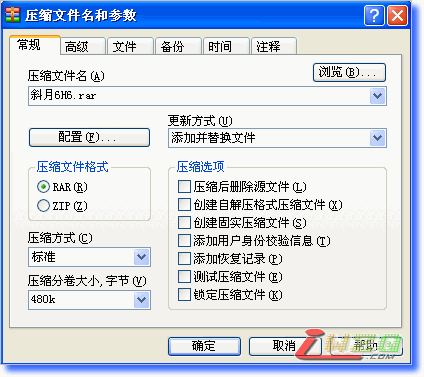 压缩文件名和参数
常规 高级 文件 备份 时间 注释
压缩文件名(A) 浏览(B)...
斜月6H6.rar
更新方式(U)
配置(F)... 添加并替换文件
压缩文件格式 压缩选项
RAR(R) 压缩后删除源文件(L)
ZIP(Z) 创建自解压格式压缩文件(X)
创建固实压缩文件(S)
压缩方式(C) 添加用户身份校验信息(T)
标准 添加恢复记录(P)
压缩分卷大小,字节(V) 测试压缩文件(E)
480k 锁定压缩文件(K)
确定 取消 帮助
.com